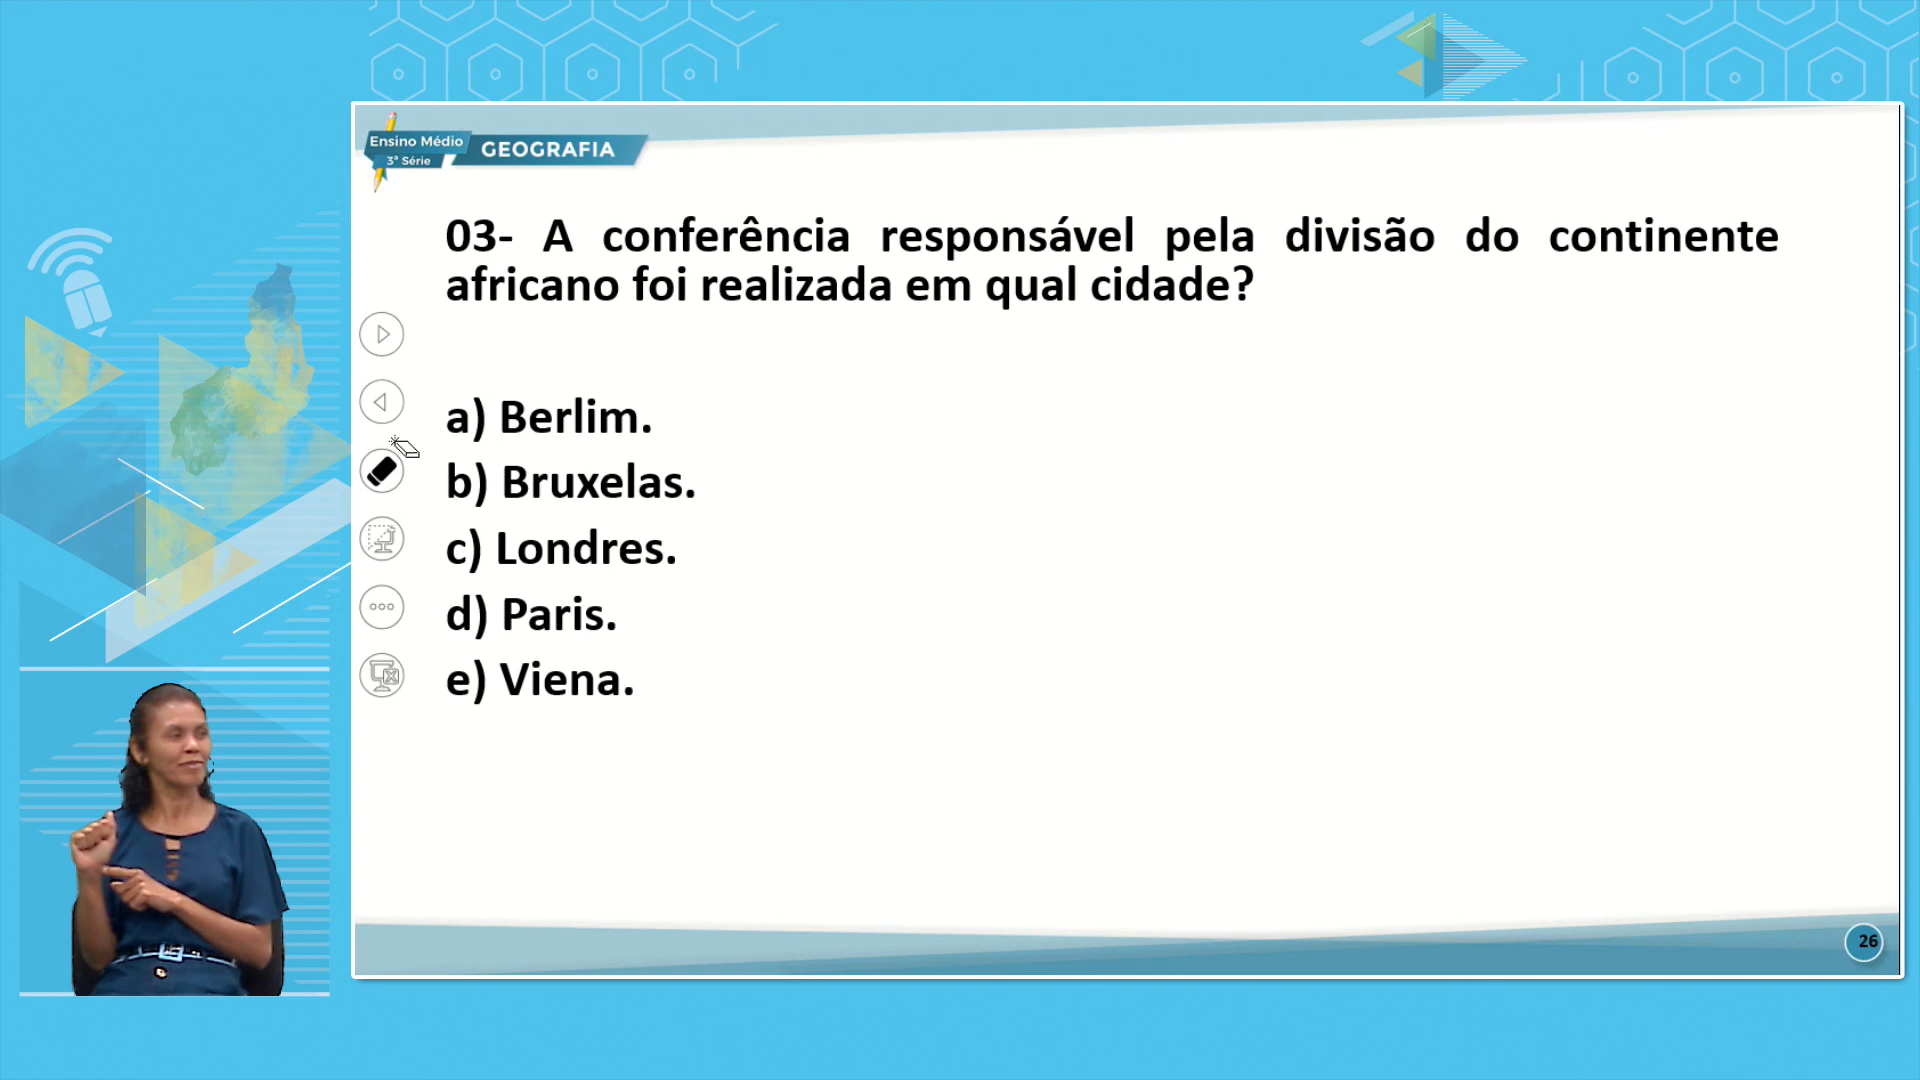 Ensino Médio
3ª Série
GEOGRAFIA
03- A conferência responsável pela divisão do continente
africano foi realizada em qual cidade?
a) Berlim.
b) Bruxelas.
c) Londres.
d) Paris.
e) Viena.
26